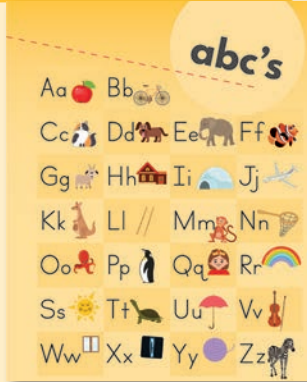 abc's
Aa Bb
Cc Dd Ee Ff
Gg Hh Ii Jj
Kk Ll Mm Nn
Oo Pp Qq Rr
Ss Tt Uu Vv
Ww Xx Yy Zz